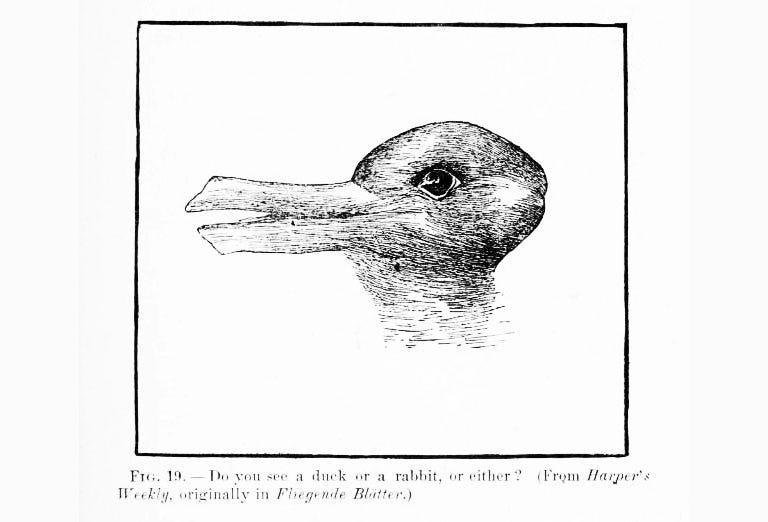 FIG. 19. — Do you see a duck or a rabbit, or either? (From Harper's
Weekly, originally in Fliegende Blätter.)